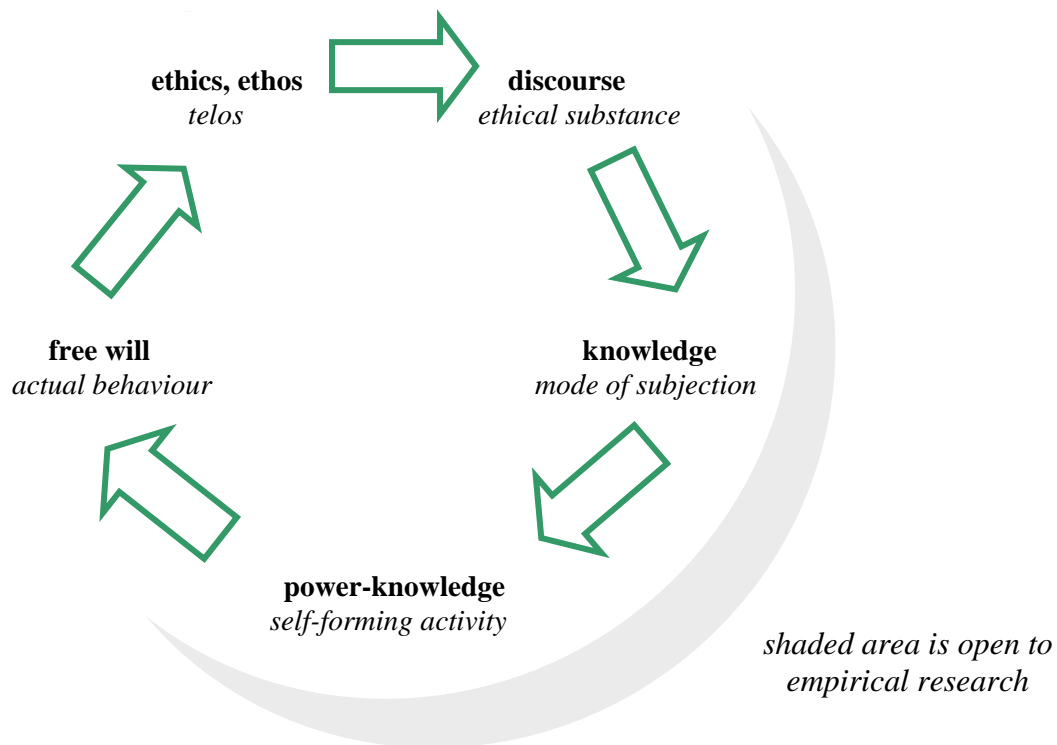 ethics, ethos
telos
discourse
ethical substance
free will
actual behaviour
knowledge
mode of subjection
power-knowledge
self-forming activity
shaded area is open to
empirical research